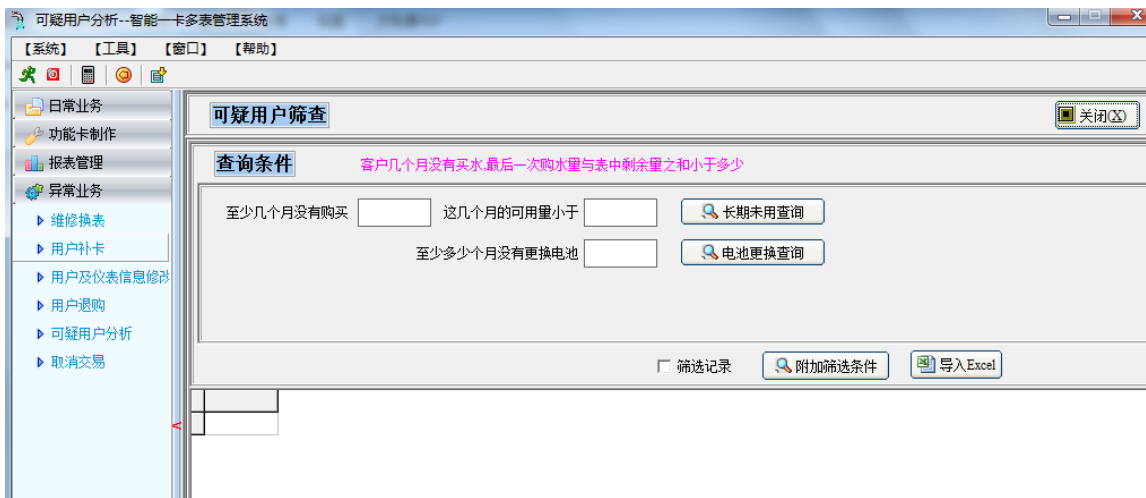 可疑用户分析--智能一卡多表管理系统
【系统】 【工具】 【窗口】 【帮助】
日常业务
功能卡制作
报表管理
异常业务
维修换表
用户补卡
用户及仪表信息修改
用户退购
可疑用户分析
取消交易
可疑用户筛查
关闭(X)
查询条件 客户几个月没有买水,最后一次购水量与表中剩余量之和小于多少
至少几个月没有购买 这几个月的可用量小于 长期未用查询
至少多少个月没有更换电池 电池更换查询
筛选记录 附加筛选条件 导入Excel
<